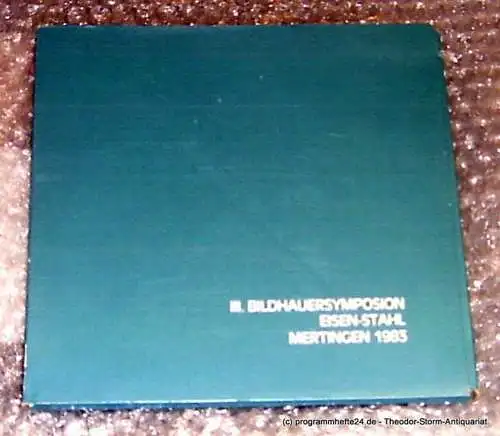 III. BILDHAUERSYMPOSION
EISEN-STAHL
MERTINGEN 1983
(c) programmhefte24.de - Theodor-Storm-Antiquariat